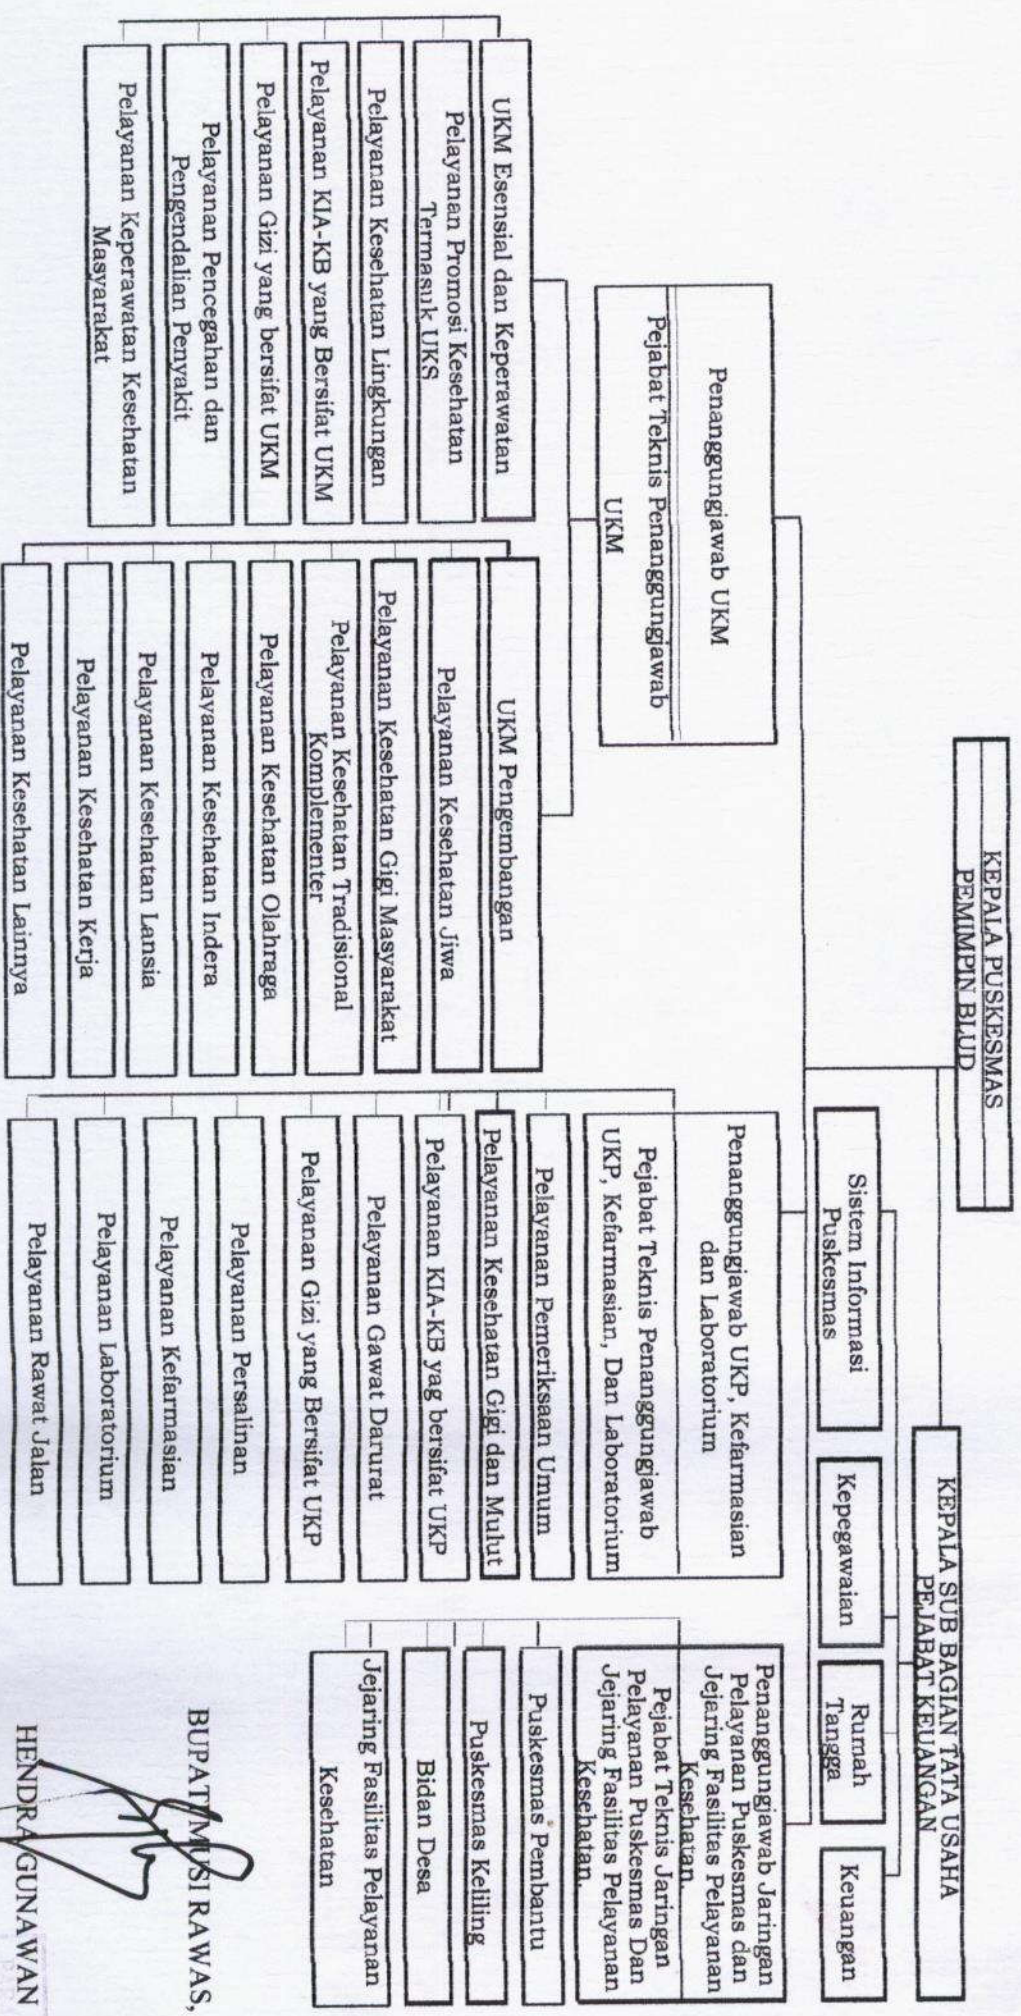 KEPALA PUSKESMAS
PEMIMPIN BLUD
KEPALA SUB BAGIAN TATA USAHA
PEJABAT KEUANGAN
Sistem Informasi
Puskesmas
Kepegawaian
Rumah
Tangga
Keuangan
Penanggungjawab UKM
Pejabat Teknis Penanggungjawab
UKM
UKM Esensial dan Keperawatan
Pelayanan Promosi Kesehatan
Termasuk UKS
Pelayanan Kesehatan Lingkungan
Pelayanan KIA-KB yang Bersifat UKM
Pelayanan Gizi yang bersifat UKM
Pelayanan Pencegahan dan
Pengendalian Penyakit
Pelayanan Keperawatan Kesehatan
Masyarakat
UKM Pengembangan
Pelayanan Kesehatan Jiwa
Pelayanan Kesehatan Gigi Masyarakat
Pelayanan Kesehatan Tradisional
Komplementer
Pelayanan Kesehatan Olahraga
Pelayanan Kesehatan Indera
Pelayanan Kesehatan Lansia
Pelayanan Kesehatan Kerja
Pelayanan Kesehatan Lainnya
Penanggungjawab UKP, Kefarmasian
dan Laboratorium
Pejabat Teknis Penanggungjawab
UKP, Kefarmasian, Dan Laboratorium
Pelayanan Pemeriksaan Umum
Pelayanan Kesehatan Gigi dan Mulut
Pelayanan KIA-KB yag bersifat UKP
Pelayanan Gawat Darurat
Pelayanan Gizi yang Bersifat UKP
Pelayanan Persalinan
Pelayanan Kefarmasian
Pelayanan Laboratorium
Pelayanan Rawat Jalan
Penanggungjawab Jaringan
Pelayanan Puskesmas dan
Jejaring Fasilitas Pelayanan
Kesehatan.
Pejabat Teknis Jaringan
Pelayanan Puskesmas Dan
Jejaring Fasilitas Pelayanan
Kesehatan.
Puskesmas Pembantu
Puskesmas Keliling
Bidan Desa
Jejaring Fasilitas Pelayanan
Kesehatan
BUPATI MUSI RAWAS,
HENDRA GUNAWAN